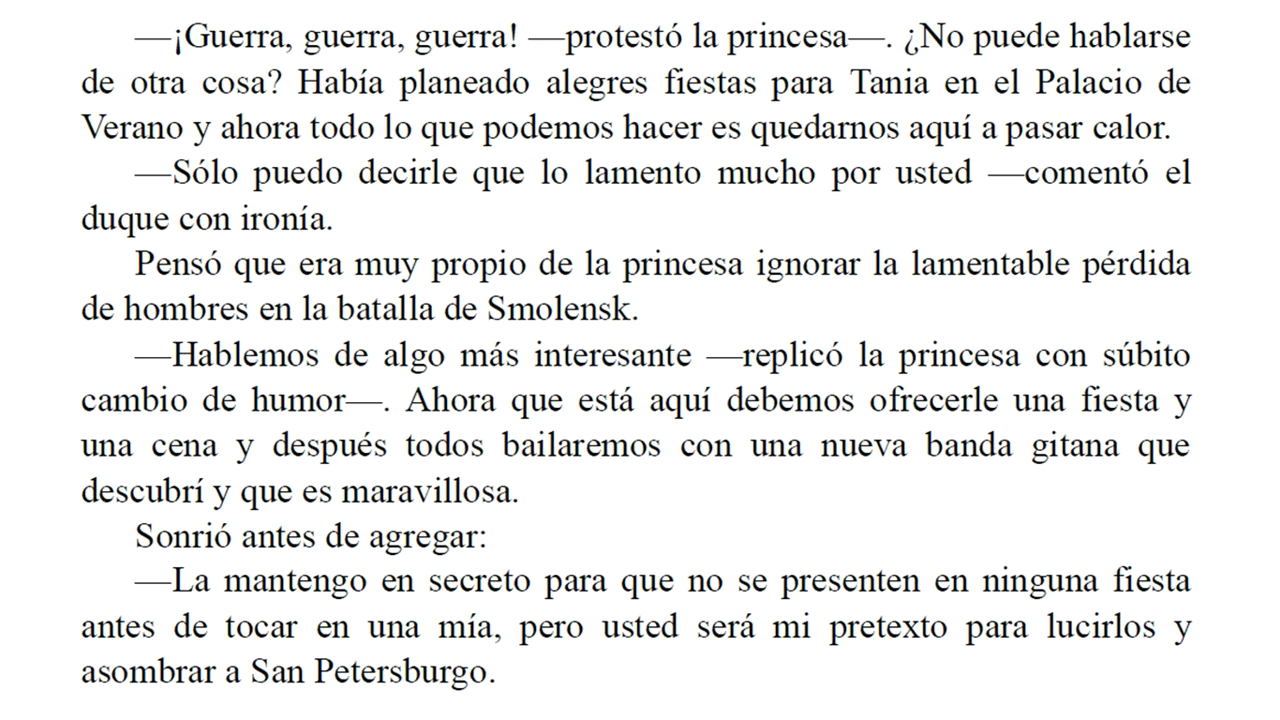 —¡Guerra, guerra, guerra! —protestó la princesa—. ¿No puede hablarse
de otra cosa? Había planeado alegres fiestas para Tania en el Palacio de
Verano y ahora todo lo que podemos hacer es quedarnos aquí a pasar calor.
—Sólo puedo decirle que lo lamento mucho por usted —comentó el
duque con ironía.
Pensó que era muy propio de la princesa ignorar la lamentable pérdida
de hombres en la batalla de Smolensk.
—Hablemos de algo más interesante —replicó la princesa con súbito
cambio de humor—. Ahora que está aquí debemos ofrecerle una fiesta y
una cena y después todos bailaremos con una nueva banda gitana que
descubrí y que es maravillosa.
Sonrió antes de agregar:
—La mantengo en secreto para que no se presenten en ninguna fiesta
antes de tocar en una mía, pero usted será mi pretexto para lucirlos y
asombrar a San Petersburgo.